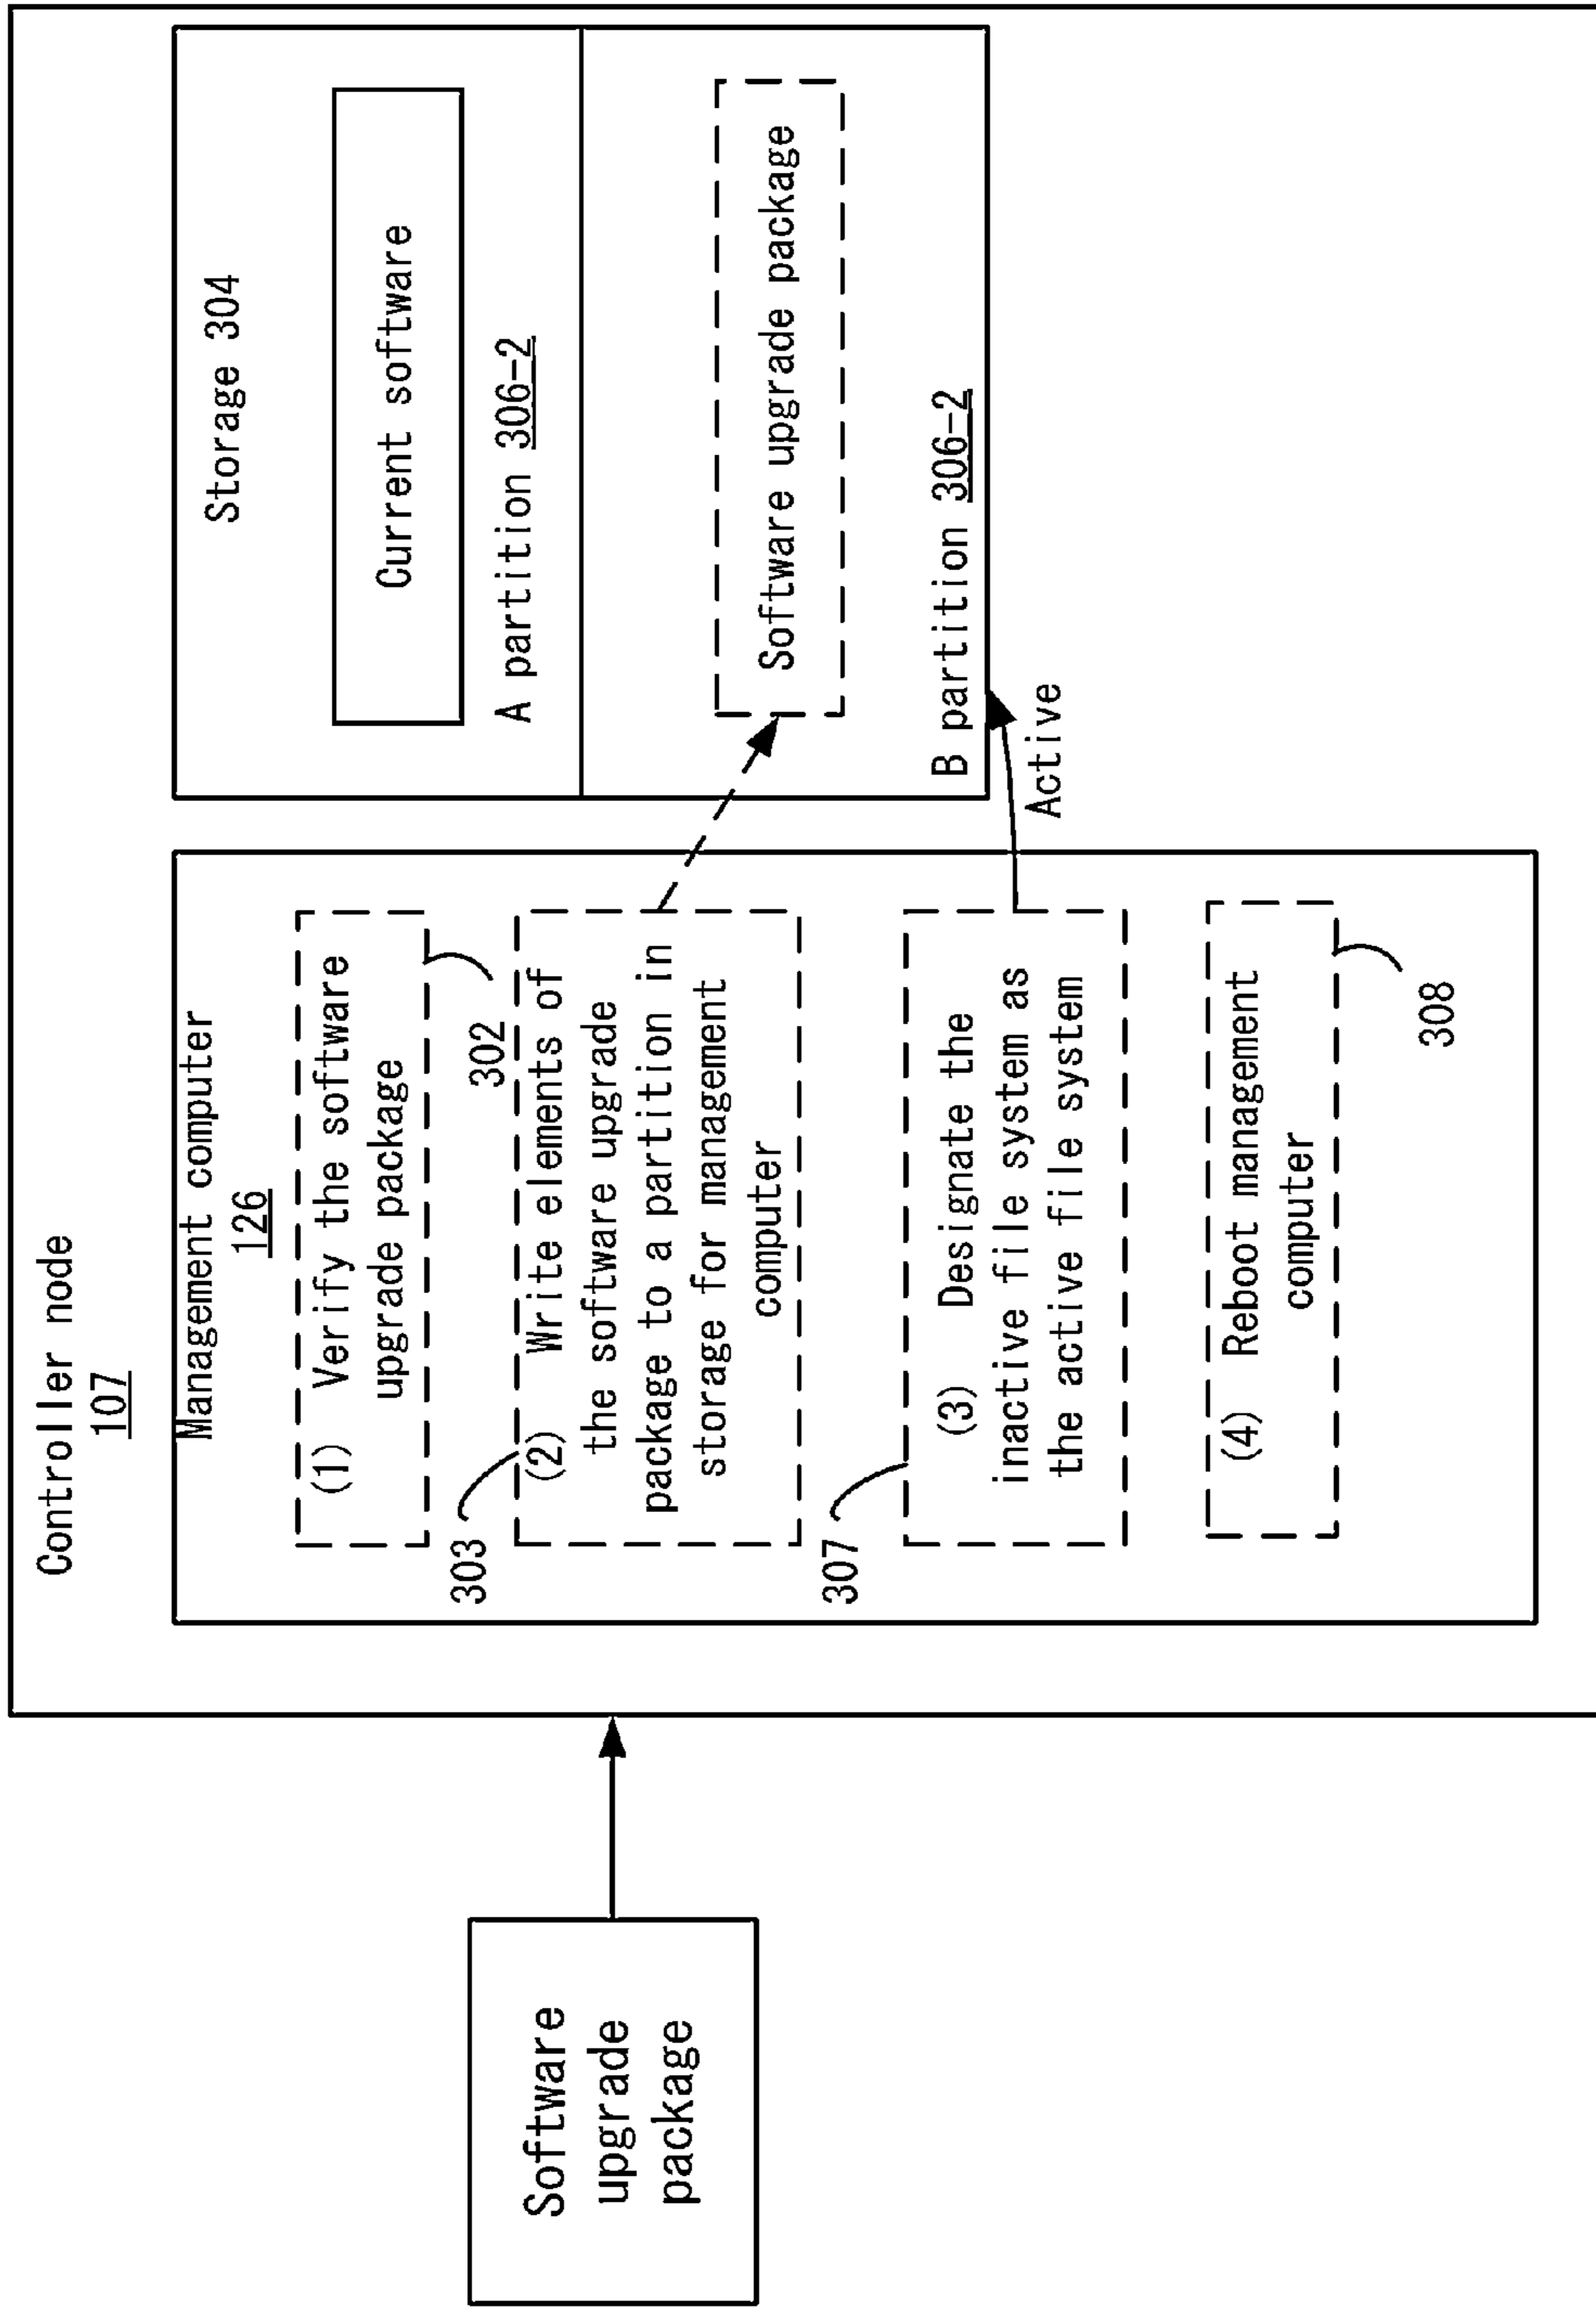 Controller node
107
Management computer
126
(1) Verify the software
upgrade package
302
303
(2) Write elements of
the software upgrade
package to a partition in
storage for management
computer
307
(3) Designate the
inactive file system as
the active file system
(4) Reboot management
computer
308
Storage 304
Current software
A partition 306-2
Software upgrade package
B partition 306-2
Active
Software
upgrade
package